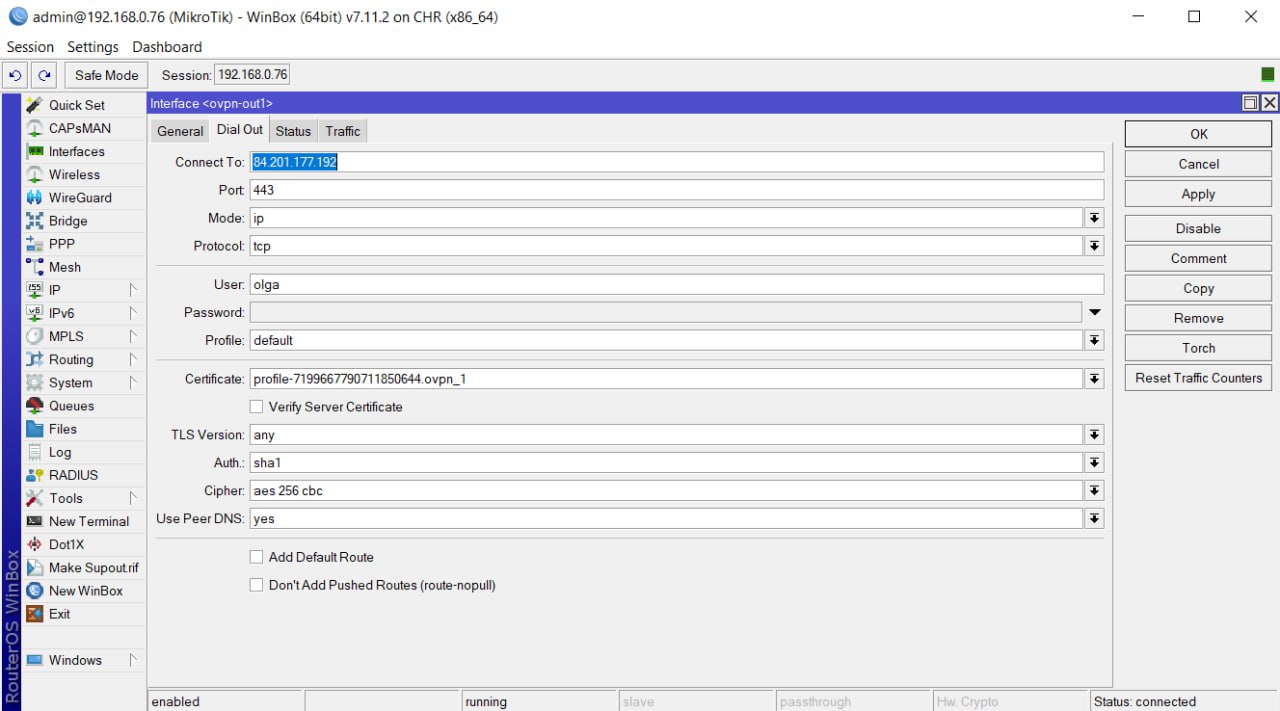 admin@192.168.0.76 (MikroTik) - WinBox (64bit) v7.11.2 on CHR (x86_64)
Session Settings Dashboard
Safe Mode Session: 192.168.0.76
Quick Set
CAPsMAN
Interfaces
Wireless
WireGuard
Bridge
PPP
Mesh
IP
IPv6
MPLS
Routing
System
Queues
Files
Log
RADIUS
Tools
New Terminal
Dot1X
Make Supout.rif
New WinBox
Exit
Windows
RouterOS WinBox
Interface <ovpn-out1>
General Dial Out Status Traffic
Connect To: 84.201.177.192
Port: 443
Mode: ip
Protocol: tcp
User: olga
Password:
Profile: default
Certificate: profile-7199667790711850644.ovpn_1
Verify Server Certificate
TLS Version: any
Auth.: sha1
Cipher: aes 256 cbc
Use Peer DNS: yes
Add Default Route
Don't Add Pushed Routes (route-nopull)
OK
Cancel
Apply
Disable
Comment
Copy
Remove
Torch
Reset Traffic Counters
enabled running slave passthrough Hw. Crypto Status: connected